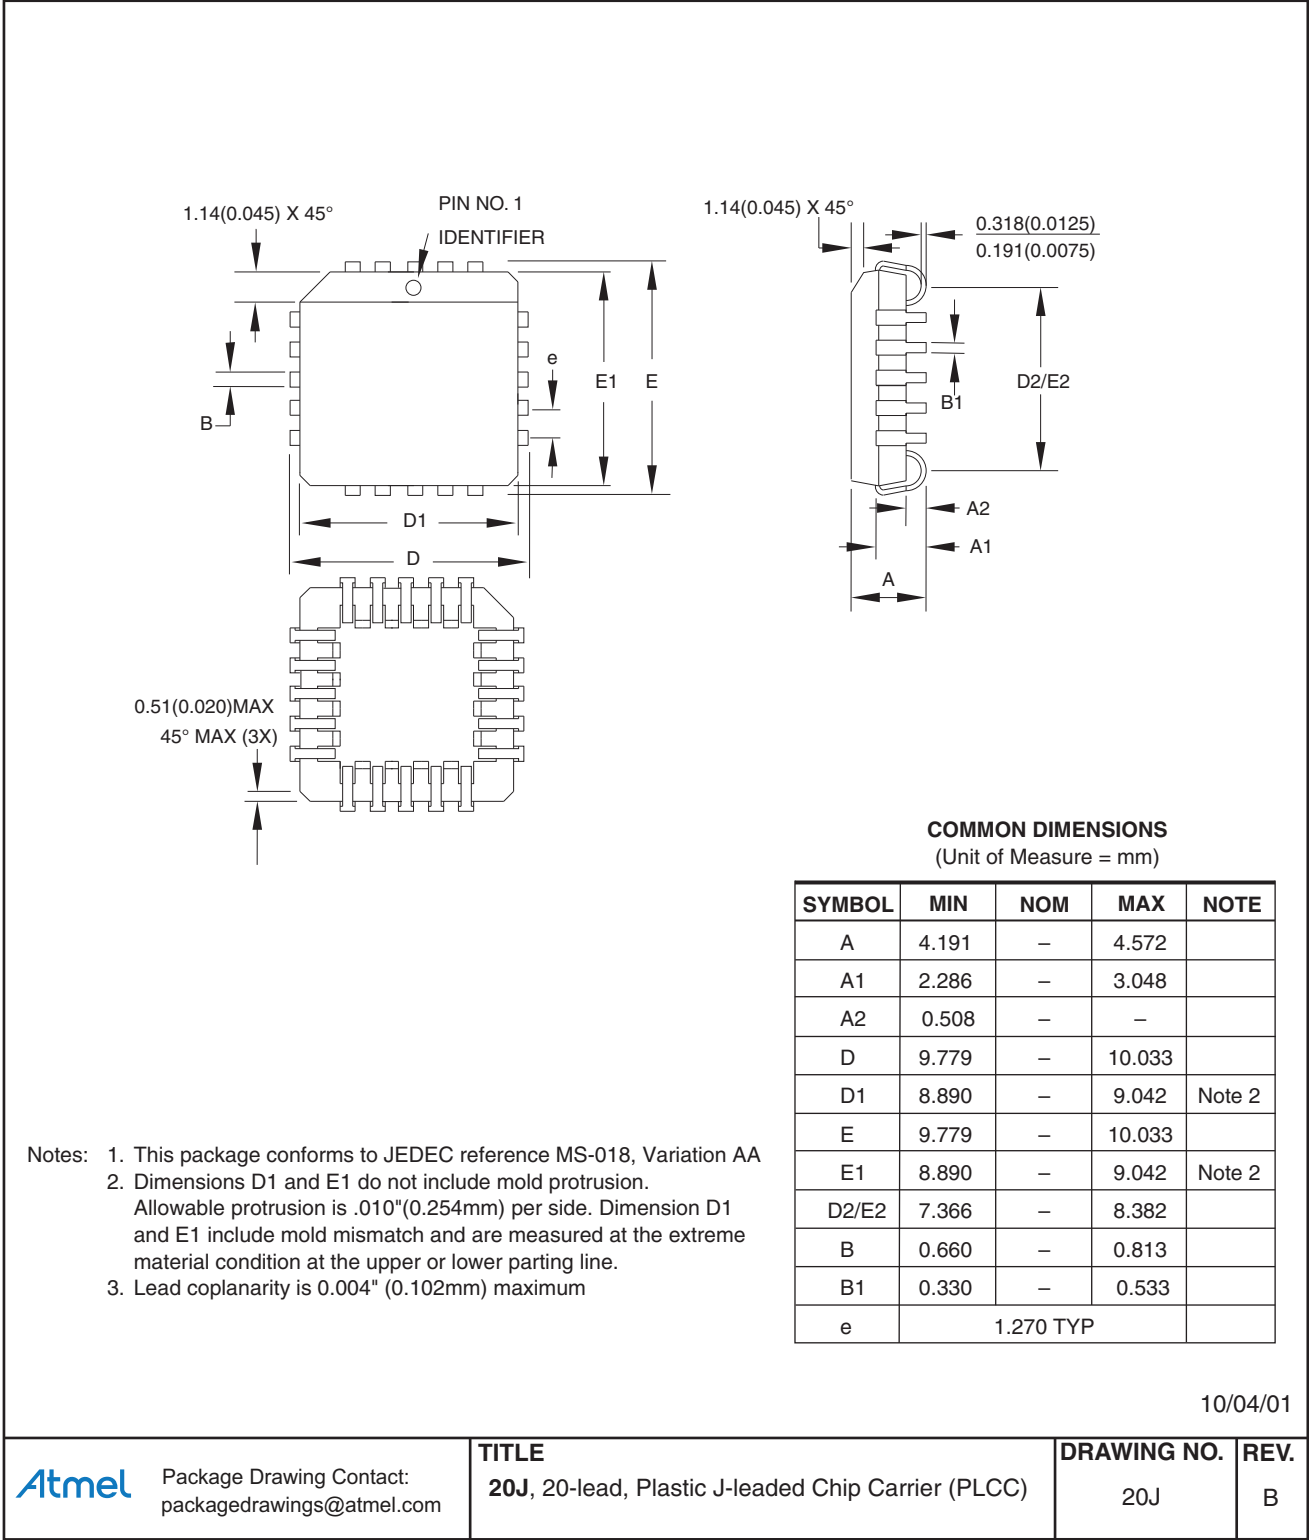 1.14(0.045) X 45°
PIN NO. 1
IDENTIFIER
1.14(0.045) X 45°
0.318(0.0125)
0.191(0.0075)
e
E1
E
B
D2/E2
B1
D1
D
A2
A1
A
0.51(0.020)MAX
45° MAX (3X)
COMMON DIMENSIONS
(Unit of Measure = mm)
SYMBOL MIN NOM MAX NOTE
A 4.191 – 4.572
A1 2.286 – 3.048
A2 0.508 – –
D 9.779 – 10.033
D1 8.890 – 9.042 Note 2
E 9.779 – 10.033
E1 8.890 – 9.042 Note 2
D2/E2 7.366 – 8.382
B 0.660 – 0.813
B1 0.330 – 0.533
e 1.270 TYP
Notes: 1. This package conforms to JEDEC reference MS-018, Variation AA
2. Dimensions D1 and E1 do not include mold protrusion.
Allowable protrusion is .010"(0.254mm) per side. Dimension D1
and E1 include mold mismatch and are measured at the extreme
material condition at the upper or lower parting line.
3. Lead coplanarity is 0.004" (0.102mm) maximum
10/04/01
Atmel
Package Drawing Contact:
packagedrawings@atmel.com
TITLE
20J, 20-lead, Plastic J-leaded Chip Carrier (PLCC)
DRAWING NO.
20J
REV.
B